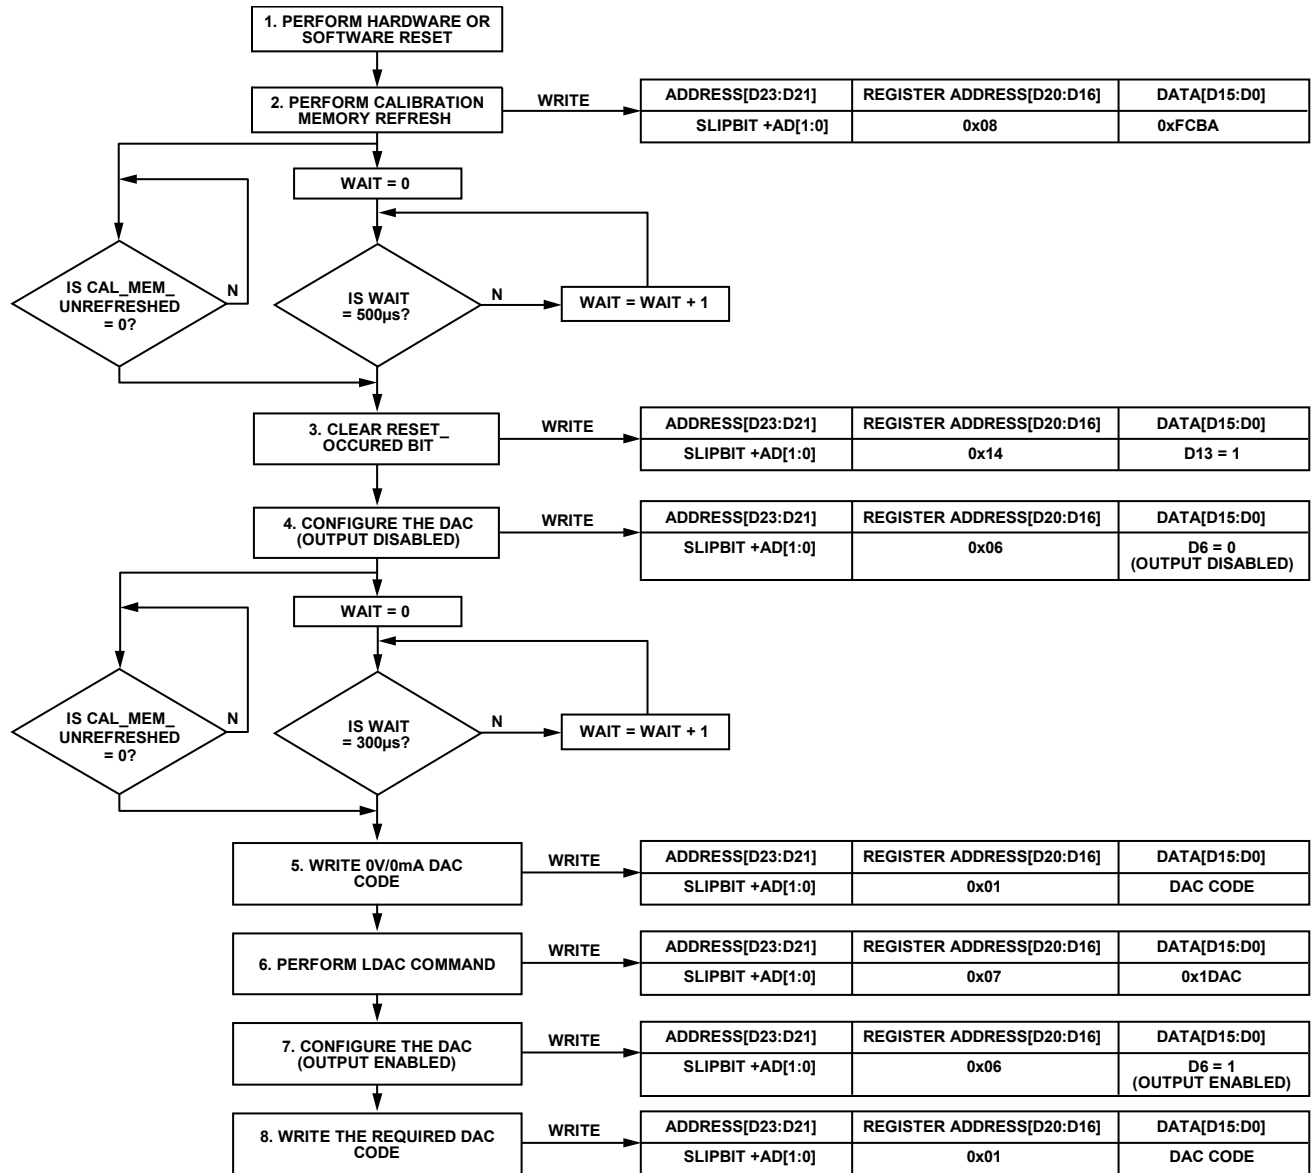 1. PERFORM HARDWARE OR
SOFTWARE RESET
2. PERFORM CALIBRATION
MEMORY REFRESH
WRITE
ADDRESS[D23:D21] REGISTER ADDRESS[D20:D16] DATA[D15:D0]
SLIPBIT +AD[1:0] 0x08 0xFCBA
WAIT = 0
IS CAL_MEM_
UNREFRESHED
= 0?
N
IS WAIT
= 500µs?
N
WAIT = WAIT + 1
3. CLEAR RESET_
OCCURED BIT
WRITE
ADDRESS[D23:D21] REGISTER ADDRESS[D20:D16] DATA[D15:D0]
SLIPBIT +AD[1:0] 0x14 D13 = 1
4. CONFIGURE THE DAC
(OUTPUT DISABLED)
WRITE
ADDRESS[D23:D21] REGISTER ADDRESS[D20:D16] DATA[D15:D0]
SLIPBIT +AD[1:0] 0x06 D6 = 0
(OUTPUT DISABLED)
WAIT = 0
IS CAL_MEM_
UNREFRESHED
= 0?
N
IS WAIT
= 300µs?
N
WAIT = WAIT + 1
5. WRITE 0V/0mA DAC
CODE
WRITE
ADDRESS[D23:D21] REGISTER ADDRESS[D20:D16] DATA[D15:D0]
SLIPBIT +AD[1:0] 0x01 DAC CODE
6. PERFORM LDAC COMMAND
WRITE
ADDRESS[D23:D21] REGISTER ADDRESS[D20:D16] DATA[D15:D0]
SLIPBIT +AD[1:0] 0x07 0x1DAC
7. CONFIGURE THE DAC
(OUTPUT ENABLED)
WRITE
ADDRESS[D23:D21] REGISTER ADDRESS[D20:D16] DATA[D15:D0]
SLIPBIT +AD[1:0] 0x06 D6 = 1
(OUTPUT ENABLED)
8. WRITE THE REQUIRED DAC
CODE
WRITE
ADDRESS[D23:D21] REGISTER ADDRESS[D20:D16] DATA[D15:D0]
SLIPBIT +AD[1:0] 0x01 DAC CODE